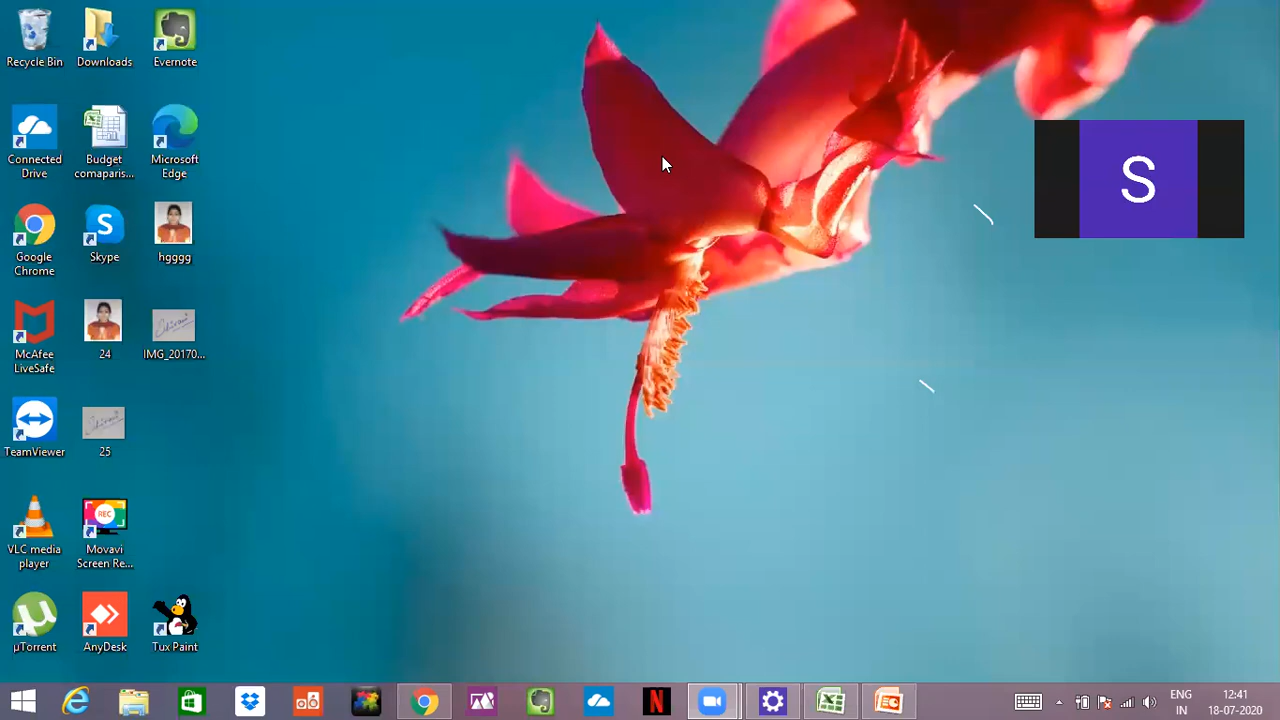 Recycle Bin
Downloads
Evernote
Connected
Drive
Budget
comaparis...
Microsoft
Edge
Google
Chrome
Skype
hgggg
McAfee
LiveSafe
24
IMG_20170...
TeamViewer
25
VLC media
player
REC
Movavi
Screen Re...
µTorrent
AnyDesk
Tux Paint
S
ENG
IN
12:41
18-07-2020